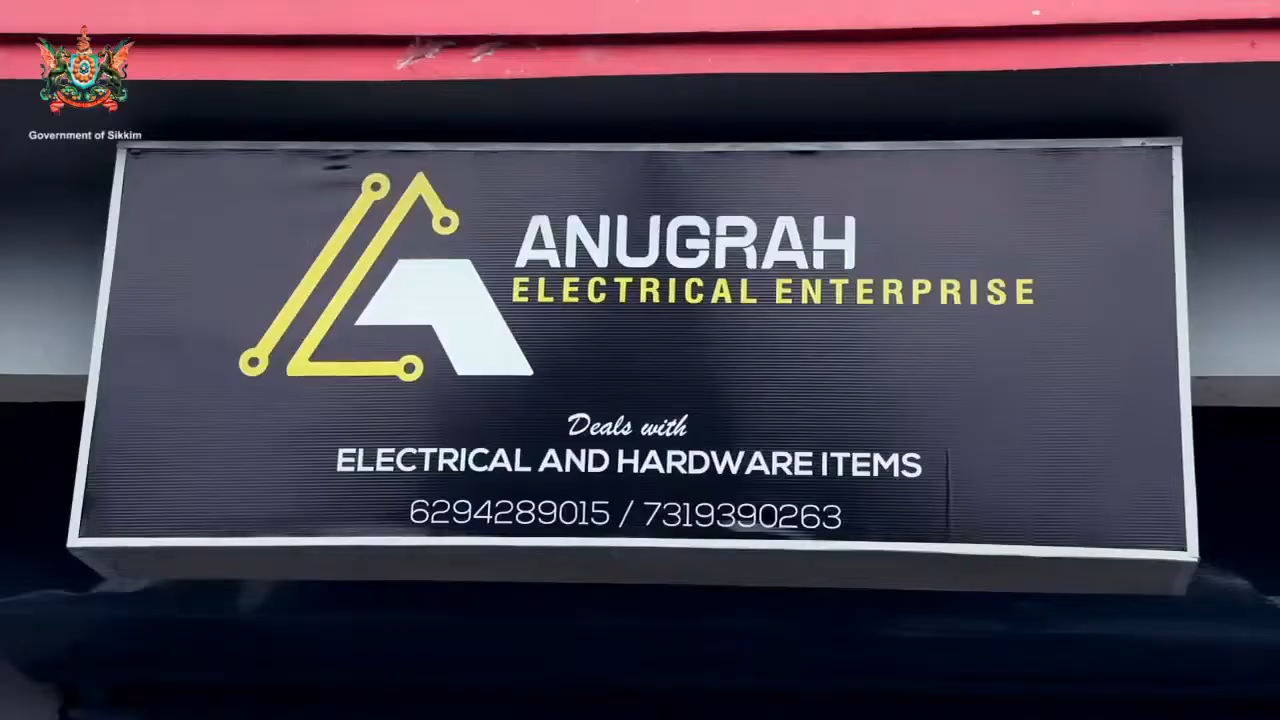 Government of Sikkim
ANUGRAH
ELECTRICAL ENTERPRISE
Deals with
ELECTRICAL AND HARDWARE ITEMS
6294289015 / 7319390263